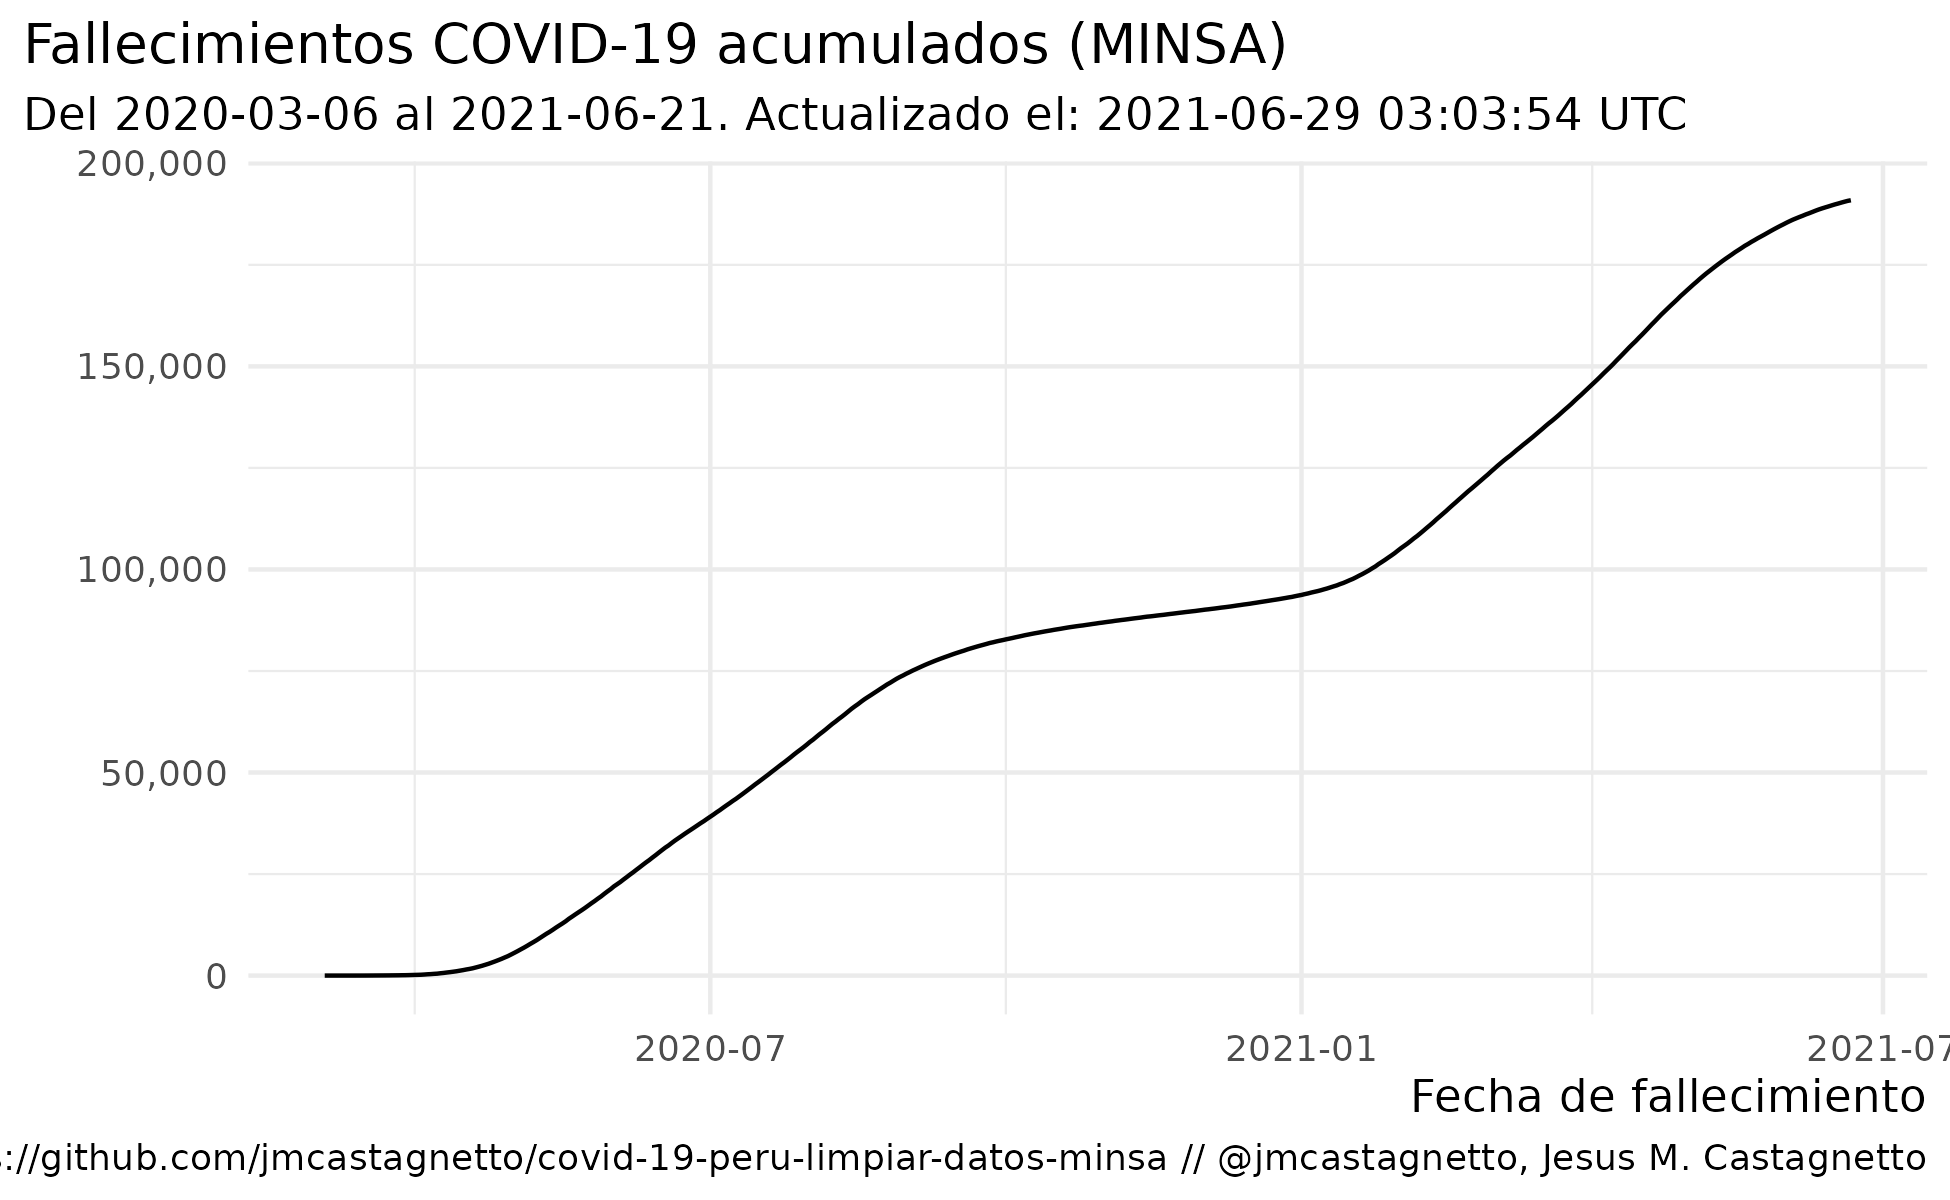 Fallecimientos COVID-19 acumulados (MINSA)
Del 2020-03-06 al 2021-06-21. Actualizado el: 2021-06-29 03:03:54 UTC
200,000
150,000
100,000
50,000
0
2020-07
2021-01
2021-07
Fecha de fallecimiento
://github.com/jmcastagnetto/covid-19-peru-limpiar-datos-minsa // @jmcastagnetto, Jesus M. Castagnetto